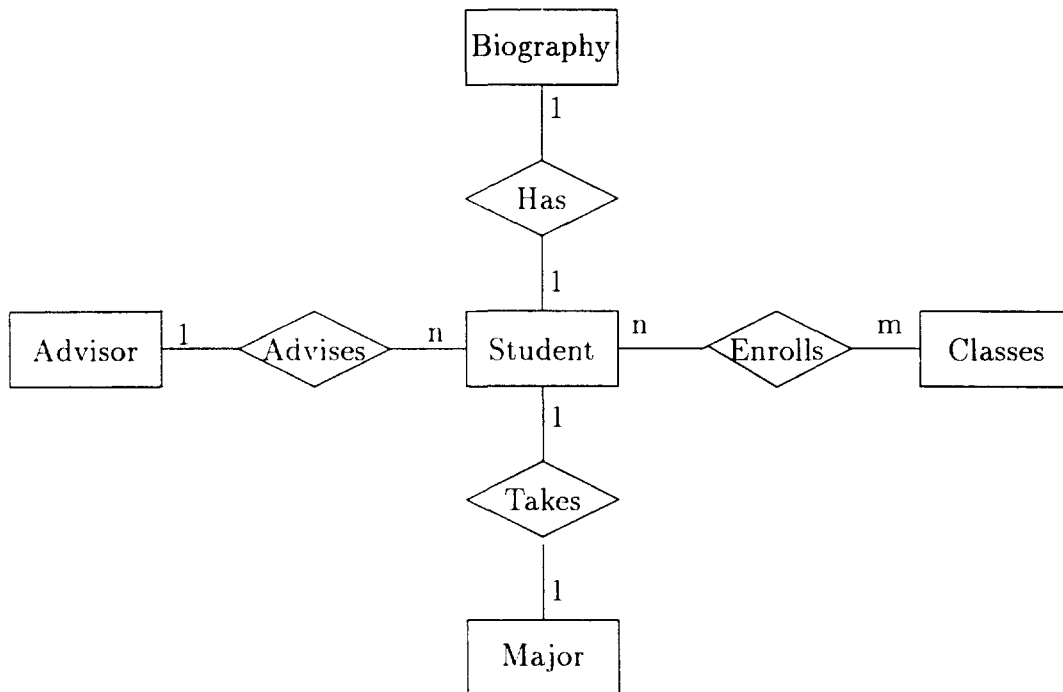 Biography
1
Has
1
Advisor 1 Advises n Student n Enrolls m Classes
1
Takes
1
Major